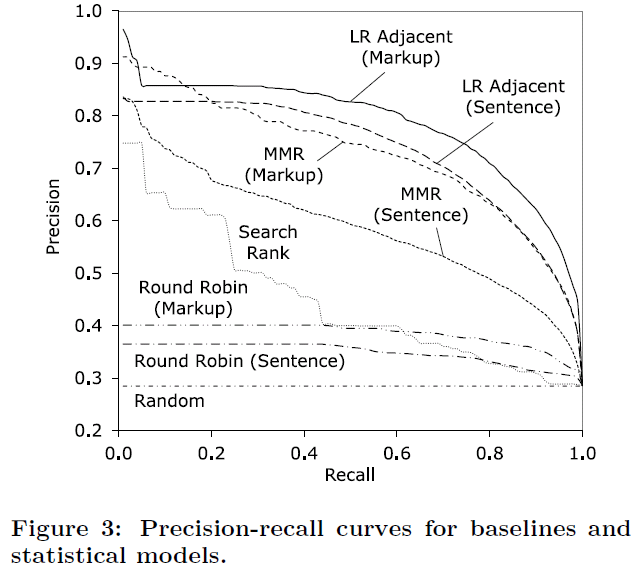 1.0
0.9
0.8
0.7
0.6
0.5
0.4
0.3
0.2
Precision
LR Adjacent
(Markup)
LR Adjacent
(Sentence)
MMR
(Markup)
MMR
(Sentence)
Search
Rank
Round Robin
(Markup)
Round Robin (Sentence)
Random
0.0 0.2 0.4 0.6 0.8 1.0
Recall
Figure 3: Precision-recall curves for baselines and
statistical models.